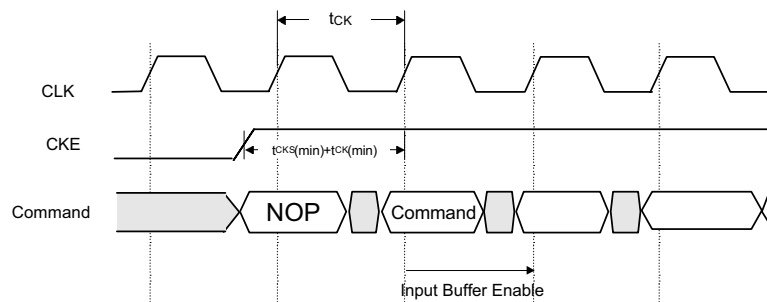 tCK
CLK
CKE
tCKS(min)+tCK(min)
Command
NOP
Command
Input Buffer Enable